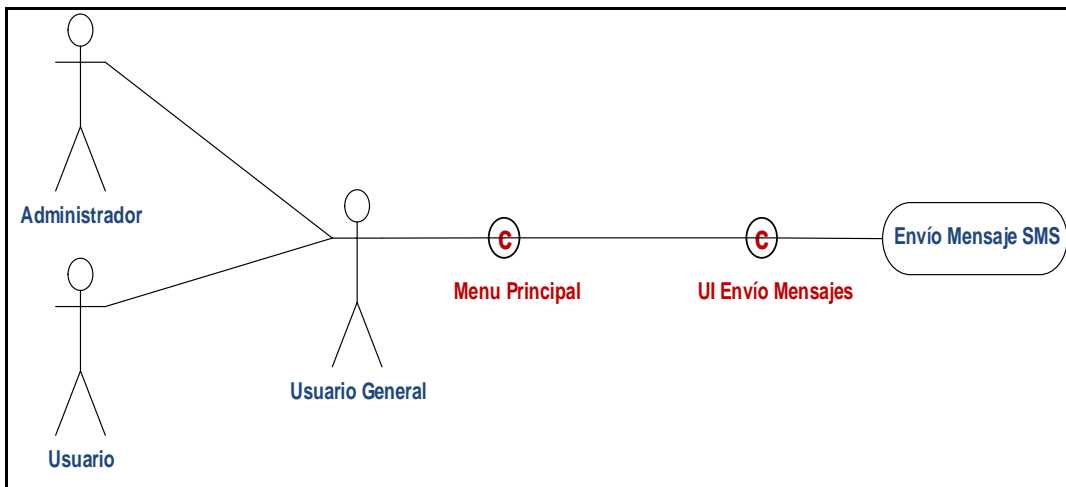 Administrador
C
C
Envío Mensaje SMS
Menu Principal
UI Envío Mensajes
Usuario General
Usuario